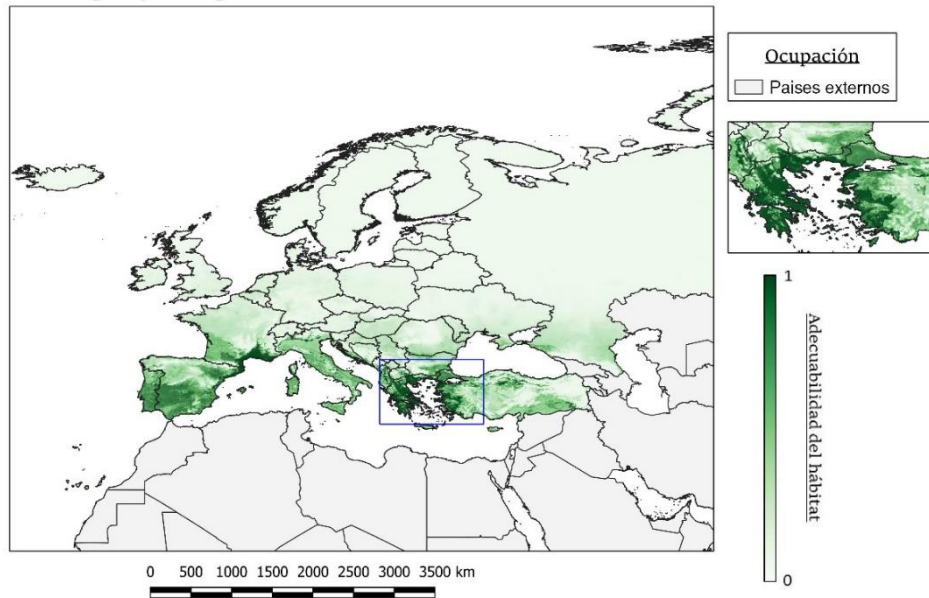 Ocupación
Paises externos
1
Adecuabilidad del hábitat
0
0 500 1000 1500 2000 2500 3000 3500 km